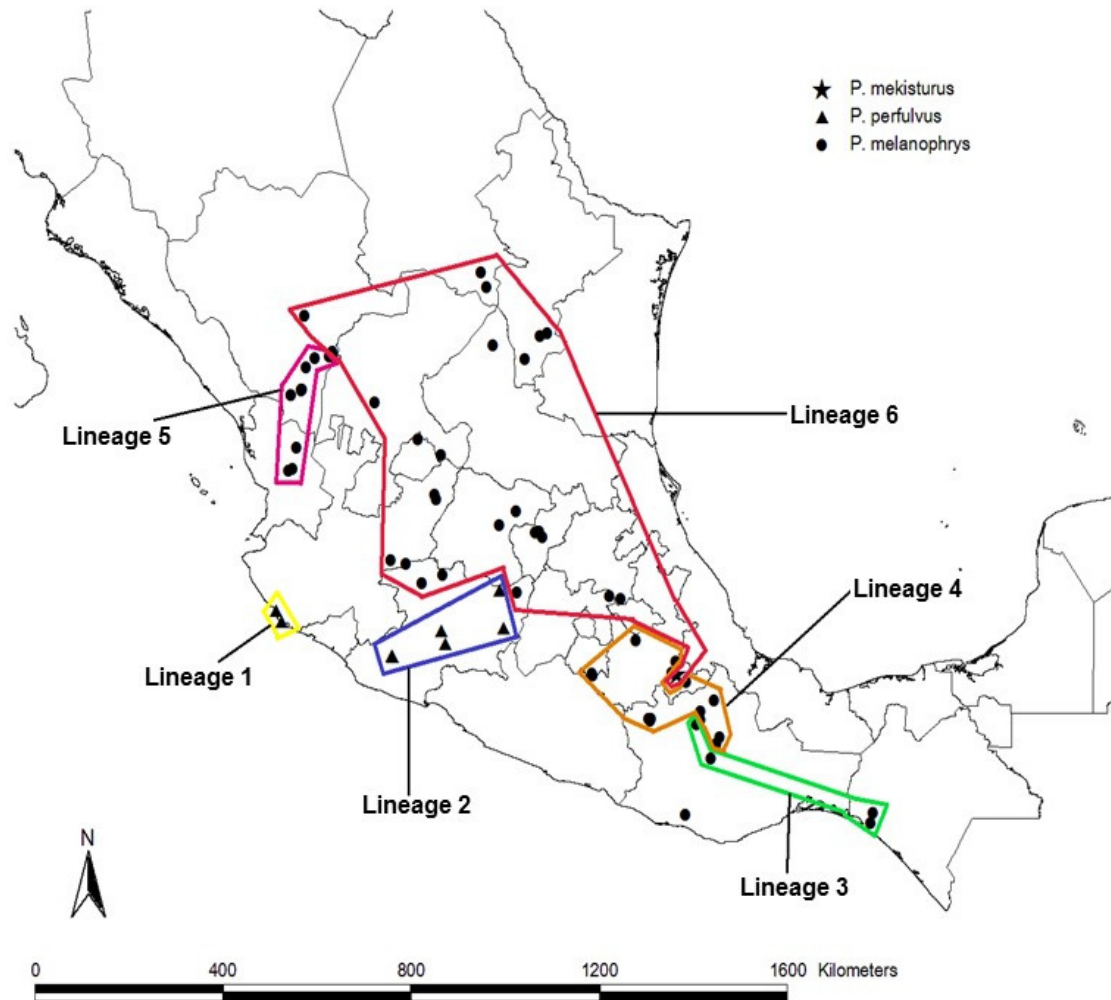 P. mekisturus
P. perfulvus
P. melanophrys
Lineage 6
Lineage 5
Lineage 4
Lineage 1
Lineage 2
Lineage 3
N
0 400 800 1200 1600 Kilometers